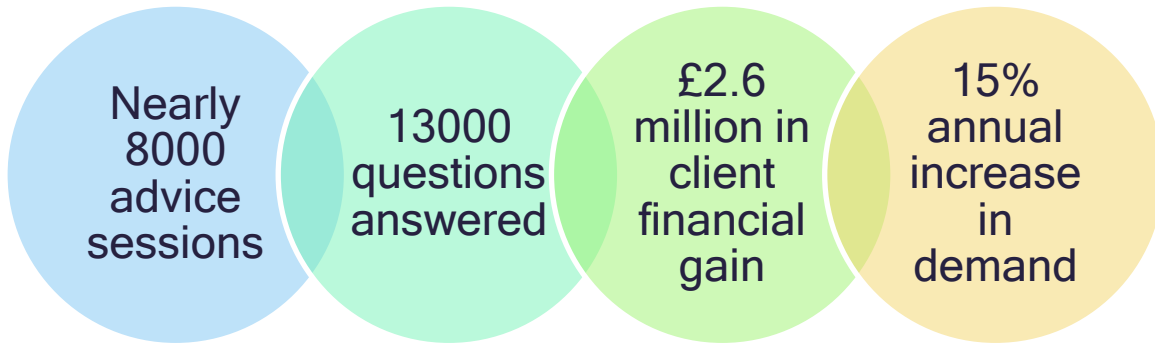 Nearly
8000
advice
sessions
13000
questions
answered
£2.6
million in
client
financial
gain
15%
annual
increase
in
demand